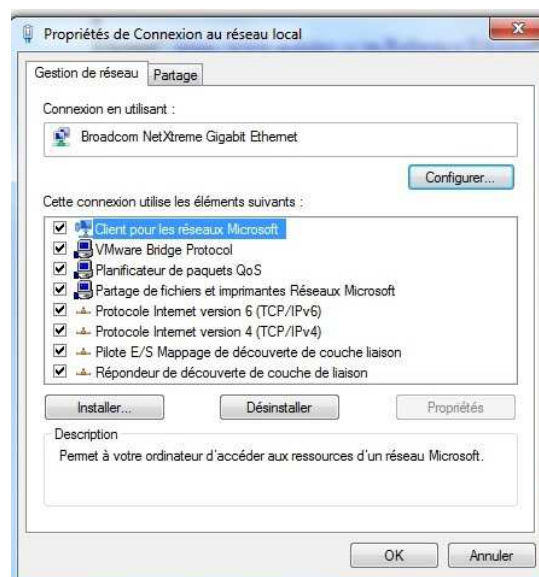 Propriétés de Connexion au réseau local
Gestion de réseau
Partage
Connexion en utilisant :
Broadcom NetXtreme Gigabit Ethernet
Configurer...
Cette connexion utilise les éléments suivants :
Client pour les réseaux Microsoft
VMware Bridge Protocol
Planificateur de paquets QoS
Partage de fichiers et imprimantes Réseaux Microsoft
Protocole Internet version 6 (TCP/IPv6)
Protocole Internet version 4 (TCP/IPv4)
Pilote E/S Mappage de découverte de couche liaison
Répondeur de découverte de couche de liaison
Installer...
Désinstaller
Propriétés
Description
Permet à votre ordinateur d'accéder aux ressources d'un réseau Microsoft.
OK
Annuler